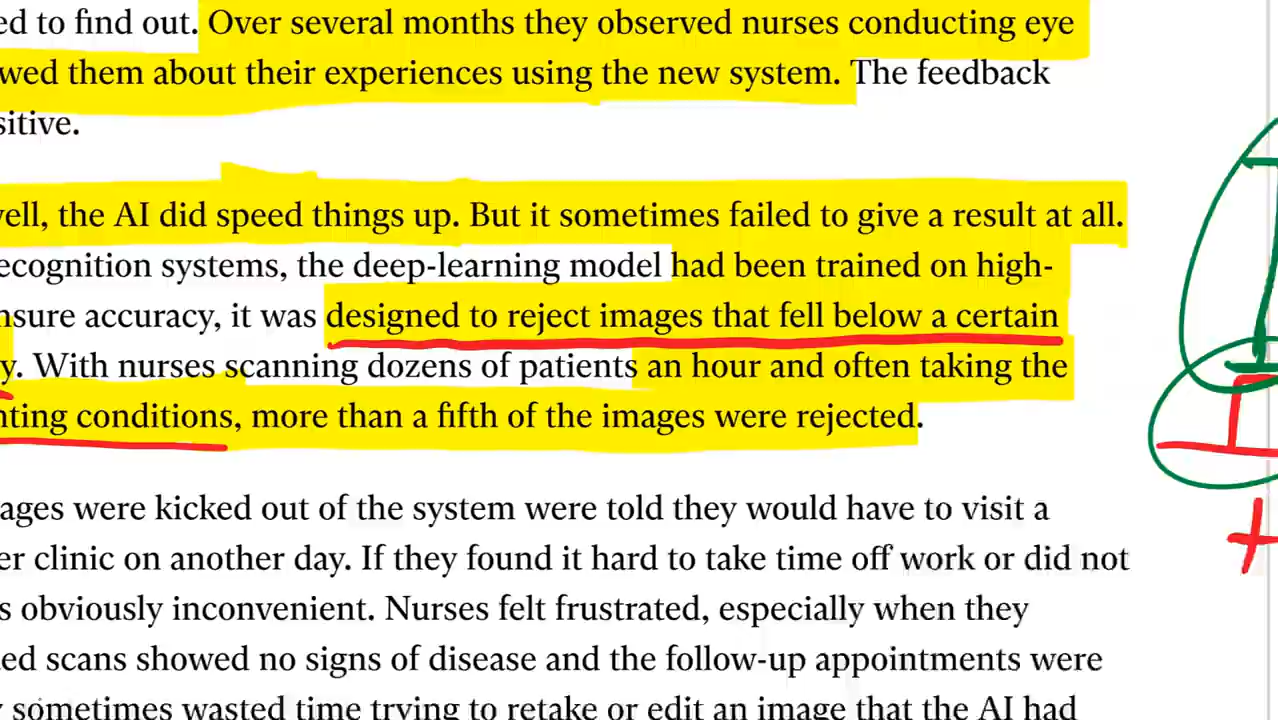 ed to find out. Over several months they observed nurses conducting eye
wed them about their experiences using the new system. The feedback
sitive.
vell, the AI did speed things up. But it sometimes failed to give a result at all.
ecognition systems, the deep-learning model had been trained on high-
nsure accuracy, it was designed to reject images that fell below a certain
y. With nurses scanning dozens of patients an hour and often taking the
nting conditions, more than a fifth of the images were rejected.
ages were kicked out of the system were told they would have to visit a
er clinic on another day. If they found it hard to take time off work or did not
s obviously inconvenient. Nurses felt frustrated, especially when they
ed scans showed no signs of disease and the follow-up appointments were
y sometimes wasted time trying to retake or edit an image that the AI had